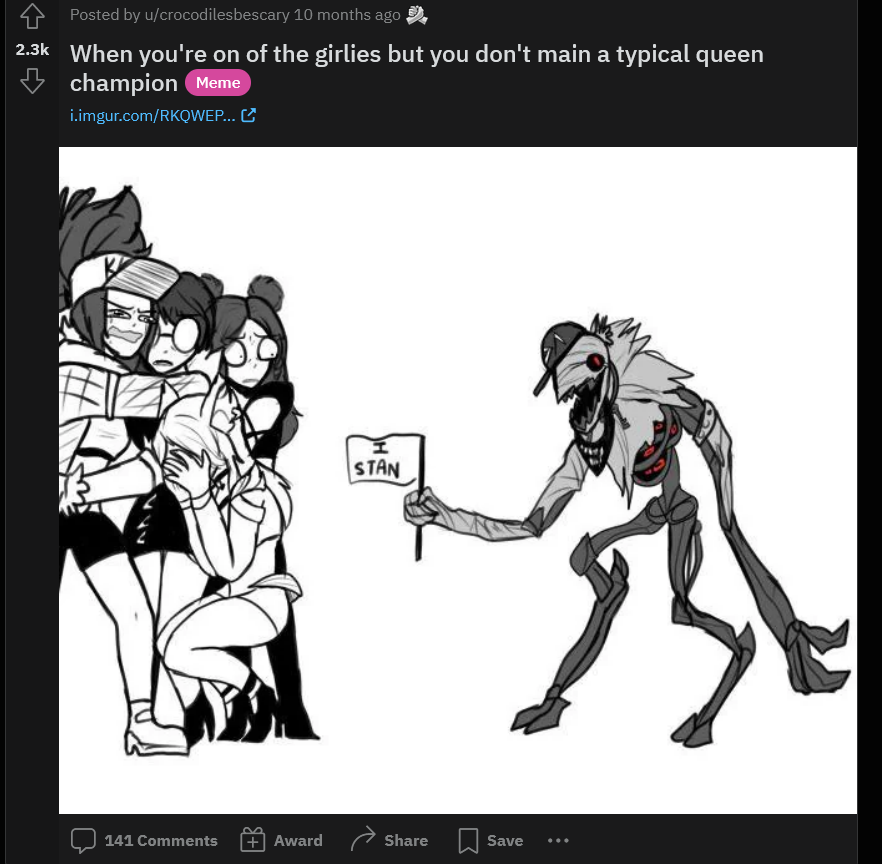 Posted by u/crocodilesbescary 10 months ago
2.3k
When you're on of the girlies but you don't main a typical queen
champion Meme
i.imgur.com/RKQWEP...
I
STAN
141 Comments Award Share Save